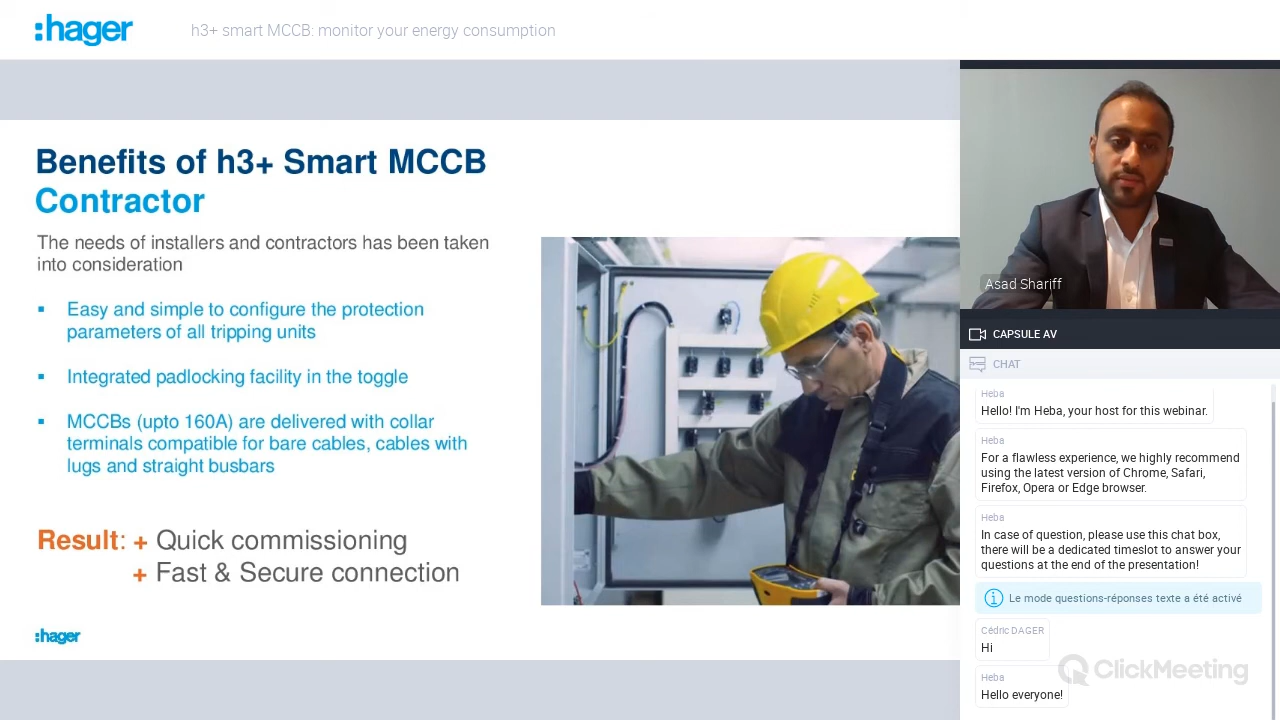 :hager
h3+ smart MCCB: monitor your energy consumption
Benefits of h3+ Smart MCCB
Contractor
The needs of installers and contractors has been taken
into consideration
▪ Easy and simple to configure the protection
parameters of all tripping units
▪ Integrated padlocking facility in the toggle
▪ MCCBs (upto 160A) are delivered with collar
terminals compatible for bare cables, cables with
lugs and straight busbars
Result: + Quick commissioning
+ Fast & Secure connection
:hager
Asad Shariff
CAPSULE AV
CHAT
Heba
Hello! I'm Heba, your host for this webinar.
Heba
For a flawless experience, we highly recommend
using the latest version of Chrome, Safari,
Firefox, Opera or Edge browser.
Heba
In case of question, please use this chat box,
there will be a dedicated timeslot to answer your
questions at the end of the presentation!
Le mode questions-réponses texte a été activé
Cédric DAGER
Hi
Heba
Hello everyone!
ClickMeeting